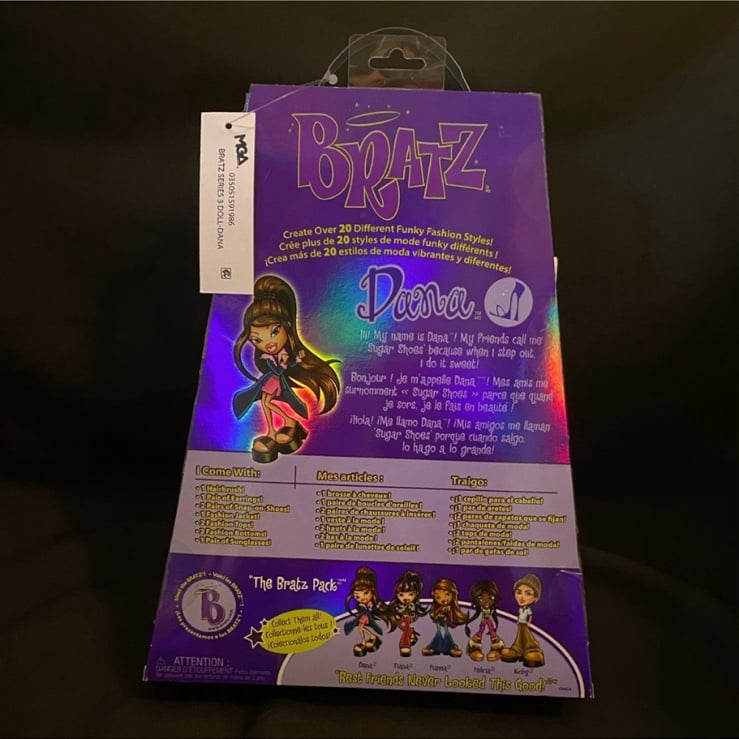 MGA
035051591986
BRATZ SERIES 3 DOLL-DANA
BRATZ
Create Over 20 Different Funky Fashion Styles!
Crée plus de 20 styles de mode funky différents !
¡Crea más de 20 estilos de moda vibrantes y diferentes!
Dana™
Hi! My name is Dana™! My friends call me
'Sugar Shoes' because when I step out,
I do it sweet!
Bonjour ! Je m'appelle Dana ! Mes amis me
surnomment « Sugar Shoes » parce que quand
je sors, je le fais en beauté !
¡Hola! ¡Me llamo Dana™! ¡Mis amigos me llaman
'Sugar Shoes' porque cuando salgo,
lo hago a lo grande!
I Come With:
•1 Hairbrush!
•1 Pair of Earrings!
•2 Pairs of Snap-on-Shoes!
•1 Fashion Jacket!
•2 Fashion Tops!
•2 Fashion Bottoms!
•1 Pair of Sunglasses!
Mes articles :
•1 brosse à cheveux !
•1 paire de boucles d'oreilles !
•2 paires de chaussures à insérer !
•1 veste à la mode !
•2 hauts à la mode !
•2 bas à la mode !
•1 paire de lunettes de soleil !
Traigo:
•¡1 cepillo para el cabello!
•¡1 par de aretes!
•¡2 pares de zapatos que se fijan!
•¡1 chaqueta de moda!
•¡2 tops de moda!
•¡2 pantalones/faldas de moda!
•¡1 par de gafas de sol!
B
"The Bratz Pack"
Collect Them all!
Collectionne-les tous !
¡Colecciónalos todos!
Dana
Felicia
Koby
"Best Friends Never Looked This Good!"
ATTENTION :
DANGER D'ÉTOUFFEMENT